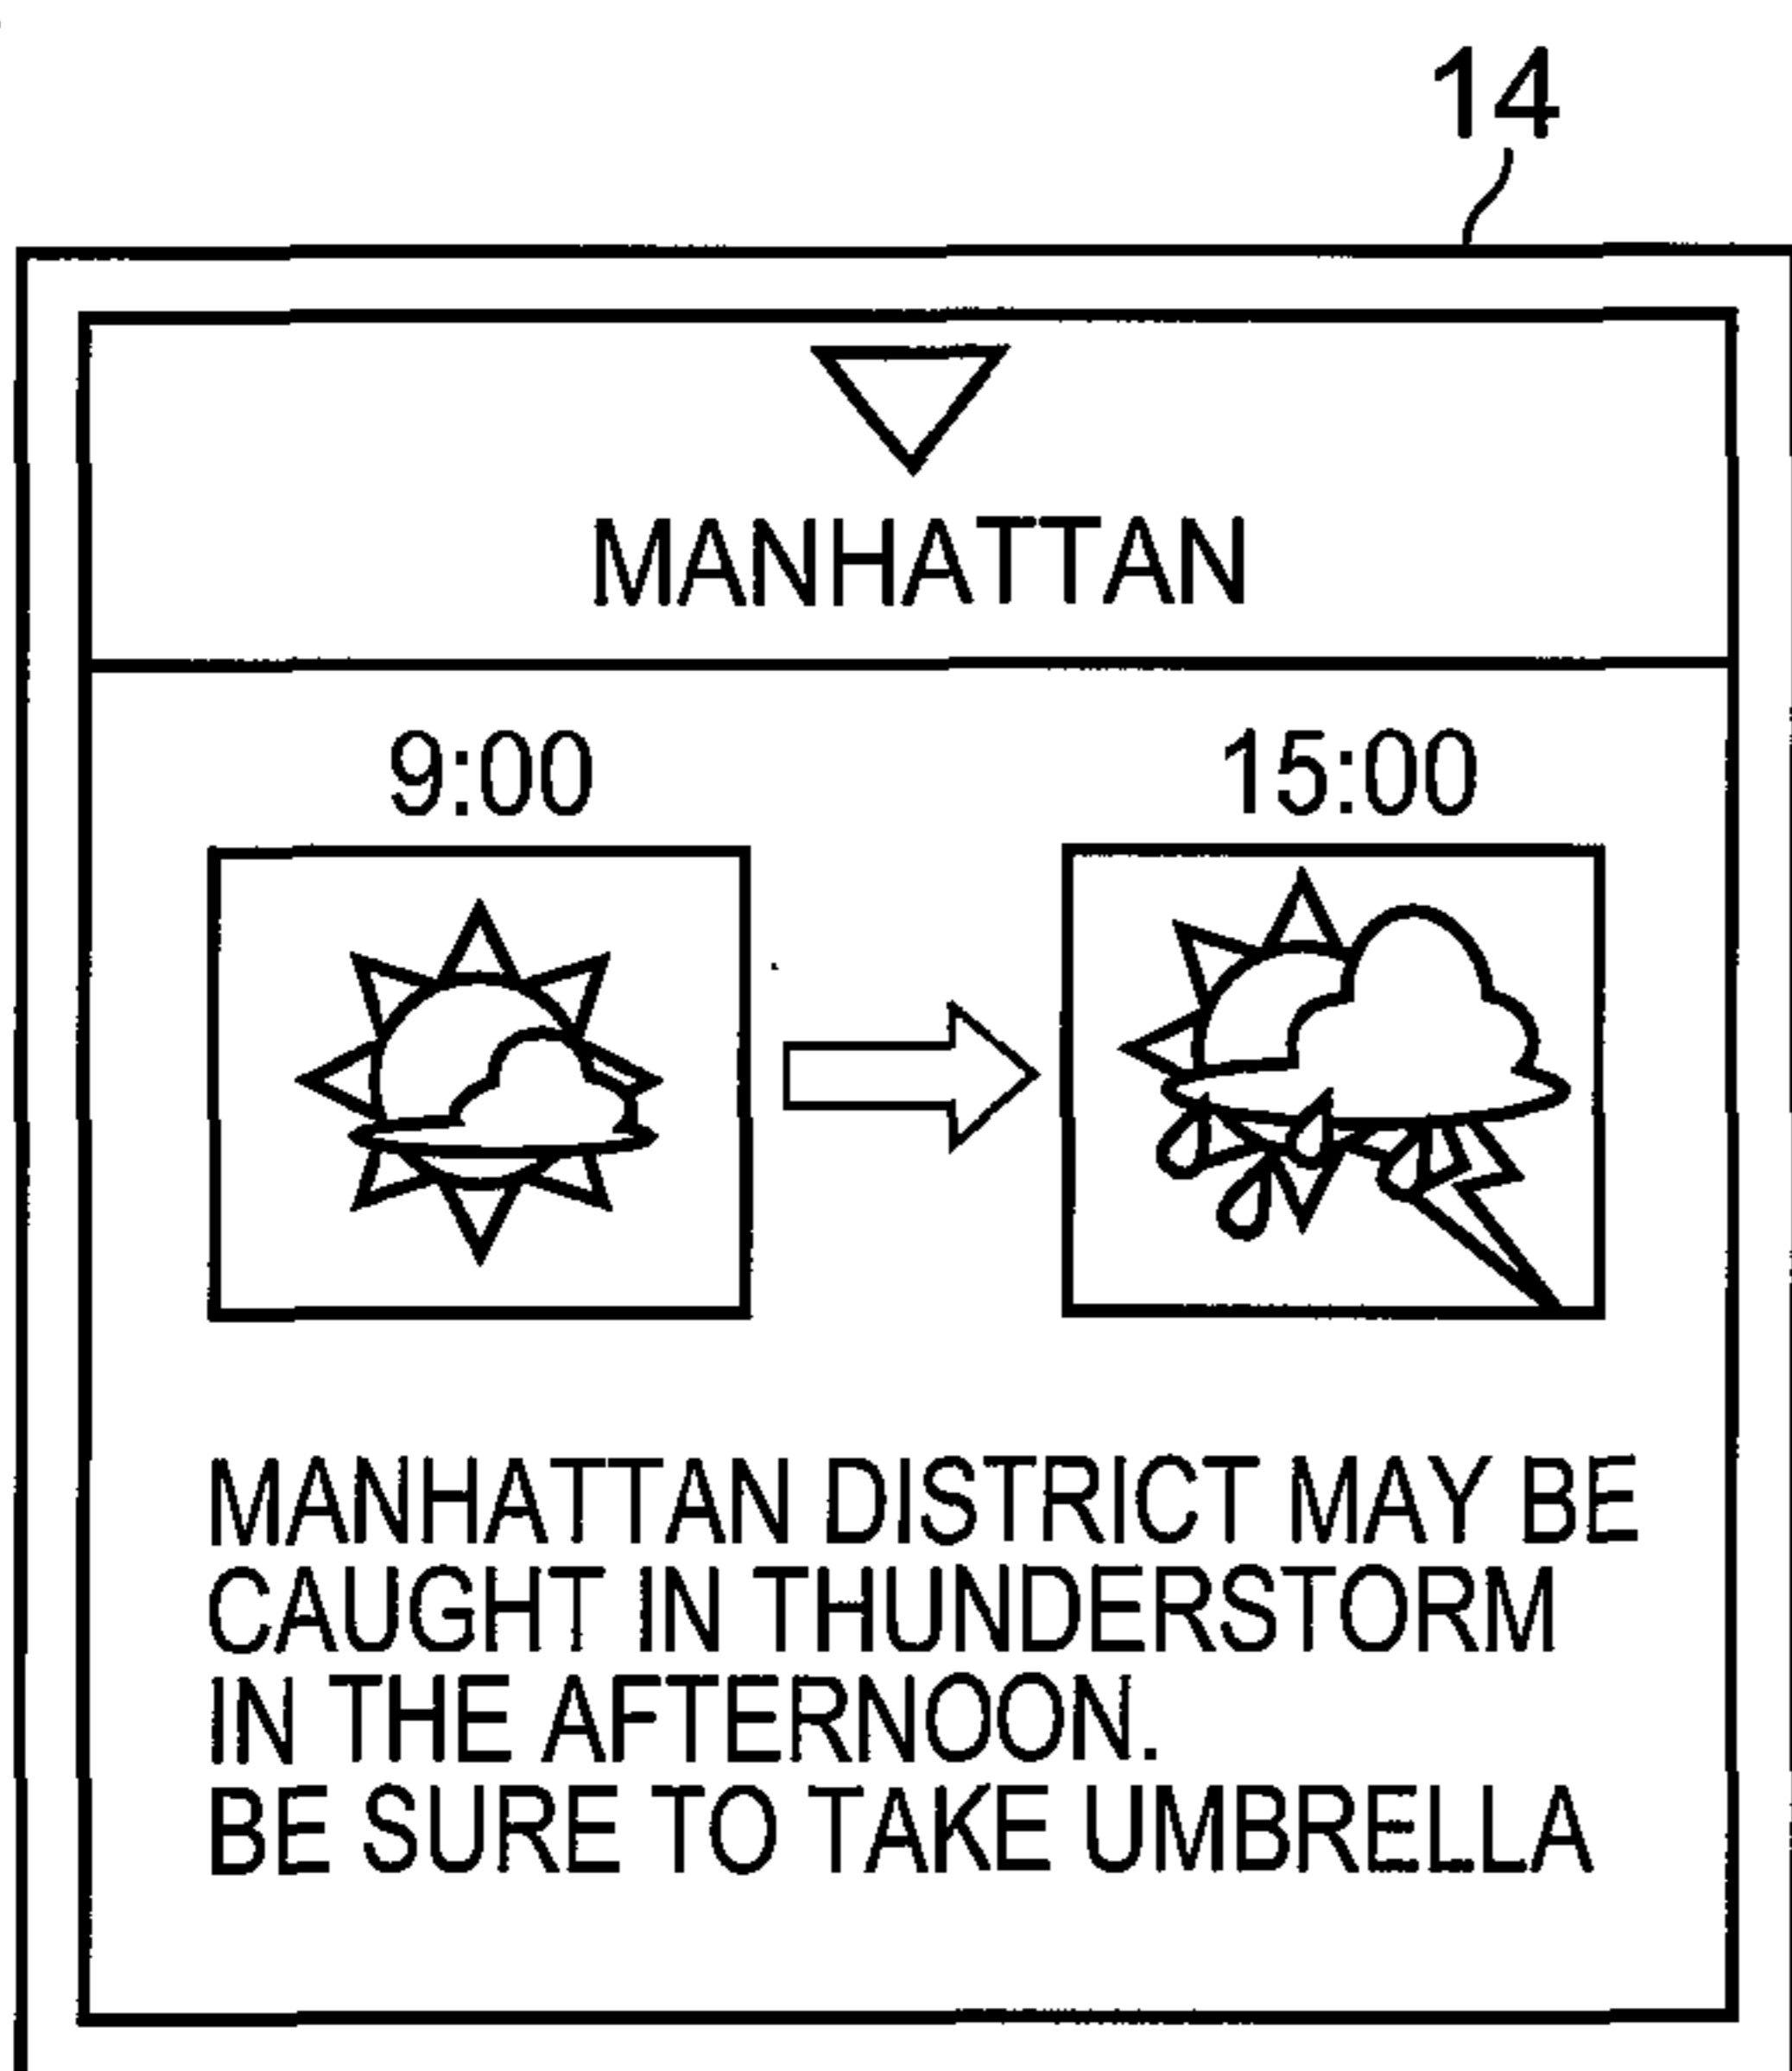 14
MANHATTAN
9:00 15:00
MANHATTAN DISTRICT MAY BE
CAUGHT IN THUNDERSTORM
IN THE AFTERNOON.
BE SURE TO TAKE UMBRELLA